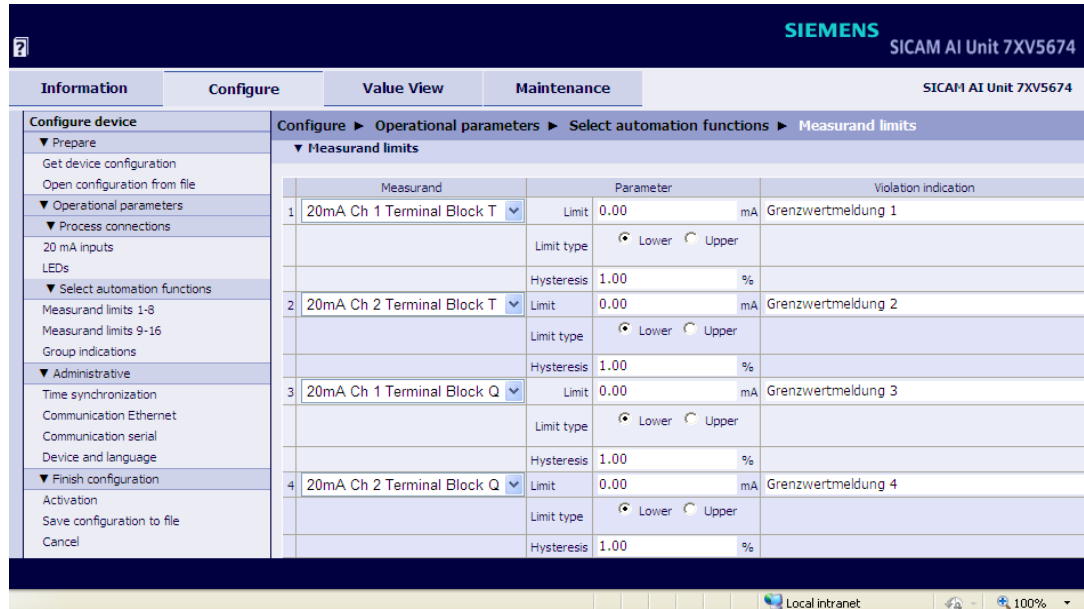 SIEMENS
?
SICAM AI Unit 7XV5674
Information Configure Value View Maintenance SICAM AI Unit 7XV5674
Configure device
▼ Prepare
Get device configuration
Open configuration from file
▼ Operational parameters
▼ Process connections
20 mA inputs
LEDs
▼ Select automation functions
Measurand limits 1-8
Measurand limits 9-16
Group indications
▼ Administrative
Time synchronization
Communication Ethernet
Communication serial
Device and language
▼ Finish configuration
Activation
Save configuration to file
Cancel
Configure ► Operational parameters ► Select automation functions ► Measurand limits
▼ Measurand limits
Measurand Parameter Violation indication
1 20mA Ch 1 Terminal Block T Limit 0.00 mA Grenzwertmeldung 1
Limit type Lower Upper
Hysteresis 1.00 %
2 20mA Ch 2 Terminal Block T Limit 0.00 mA Grenzwertmeldung 2
Limit type Lower Upper
Hysteresis 1.00 %
3 20mA Ch 1 Terminal Block Q Limit 0.00 mA Grenzwertmeldung 3
Limit type Lower Upper
Hysteresis 1.00 %
4 20mA Ch 2 Terminal Block Q Limit 0.00 mA Grenzwertmeldung 4
Limit type Lower Upper
Hysteresis 1.00 %
Local intranet 100%